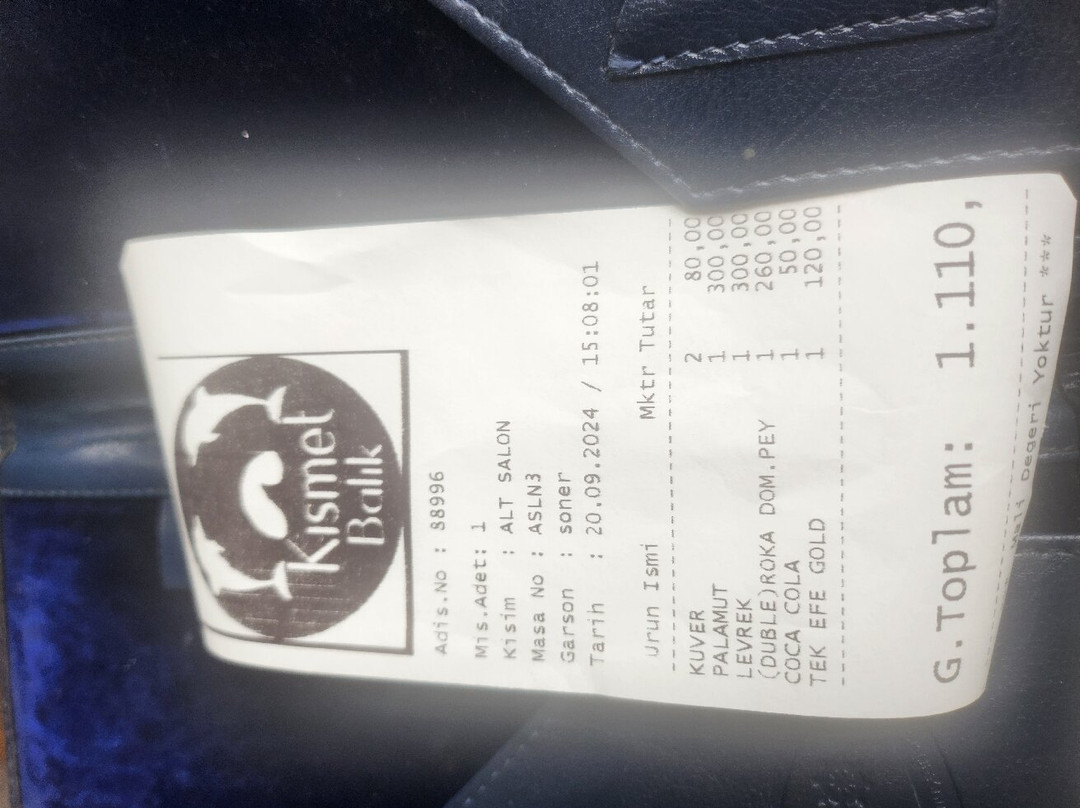 Kısmet
Balık
Adis.No : 88996
Mis.Adet: 1
Kisim : ALT SALON
Masa No : ASLN3
Garson : soner
Tarih : 20.09.2024 / 15:08:01
Urun Ismi Mktr Tutar
KUVER 2 80,00
PALAMUT 1 300,00
LEVREK 1 300,00
(DUBLE)ROKA DOM.PEY 1 260,00
COCA COLA 1 50,00
TEK EFE GOLD 1 120,00
G.Toplam: 1.110,
Degeri Yoktur ***